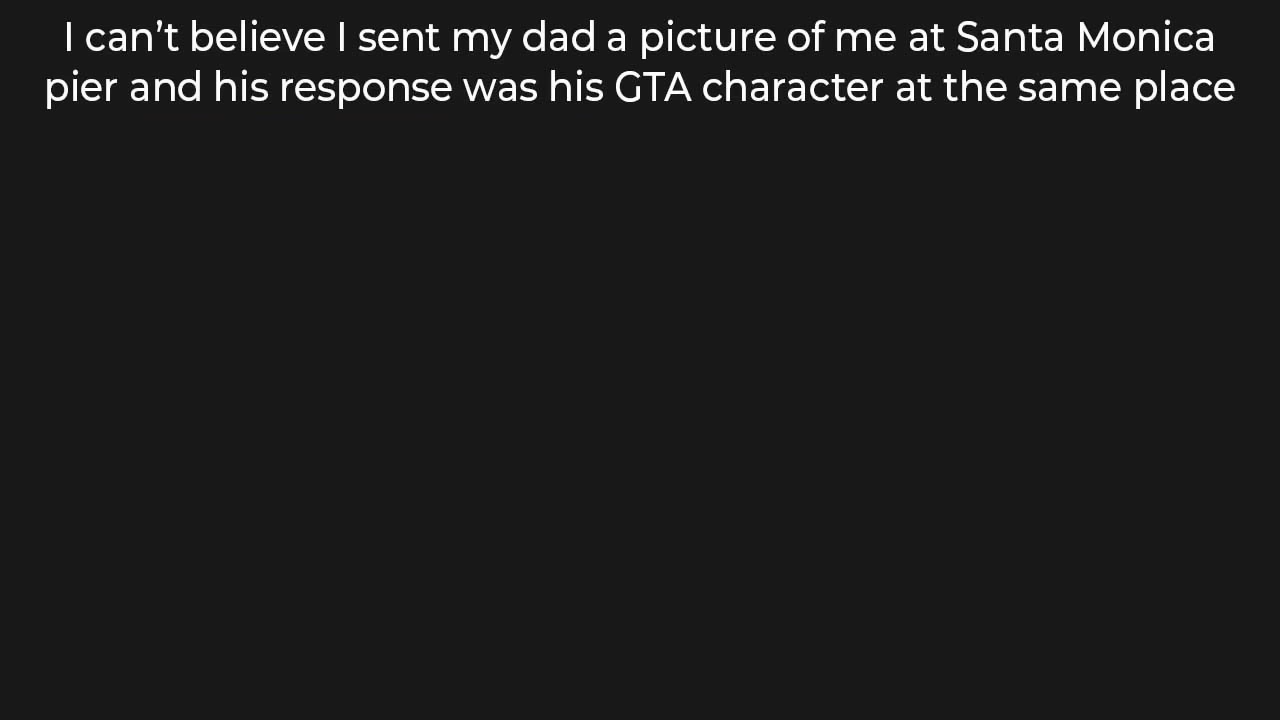 I can’t believe I sent my dad a picture of me at Santa Monica
pier and his response was his GTA character at the same place